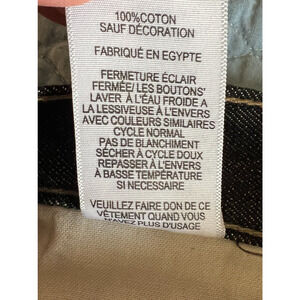 100%COTON
SAUF DÉCORATION
FABRIQUÉ EN EGYPTE
FERMETURE ÉCLAIR
FERMÉE/ LES BOUTONS'
LAVER À L'ÉAU FROIDE A
LA LESSIVEUSE À L'ENVERS
AVEC COULEURS SIMILAIRES
CYCLE NORMAL
PAS DE BLANCHIMENT
SÉCHER À CYCLE DOUX
REPASSER À L'ENVERS
À BASSE TEMPÉRATURE
SI NECESSAIRE
VEUILLEZ FAIRE DON DE CE
VÊTEMENT QUAND VOUS
N'AVEZ PLUS D'USAGE